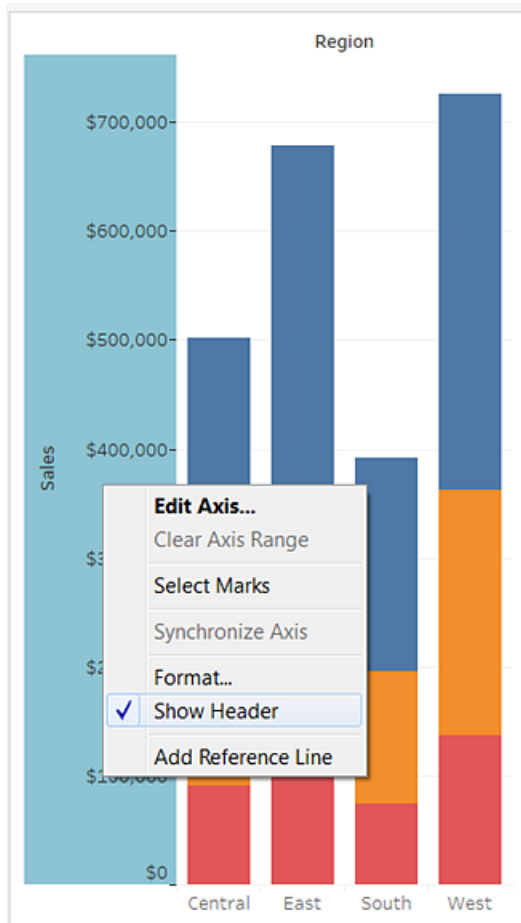 Region
$700,000
$600,000
$500,000
$400,000
Sales
Edit Axis...
Clear Axis Range
Select Marks
Synchronize Axis
Format...
Show Header
Add Reference Line
$0
Central East South West